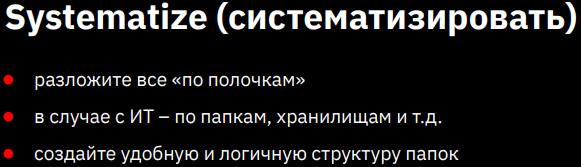 Systematize (систематизировать)
разложите все «по полочкам»
в случае с ИТ – по папкам, хранилищам и т.д.
создайте удобную и логичную структуру папок